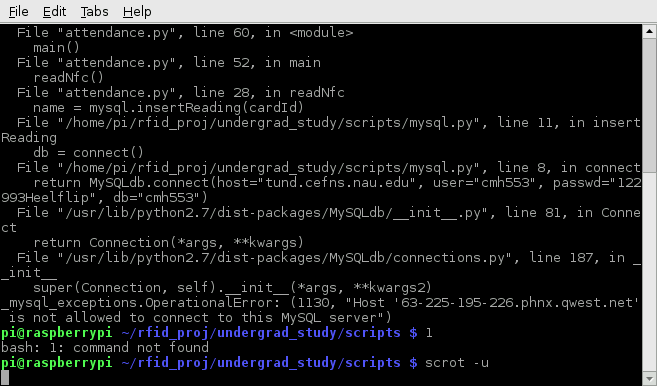 File Edit Tabs Help
File "attendance.py", line 60, in <module>
main()
File "attendance.py", line 52, in main
readNfc()
File "attendance.py", line 28, in readNfc
name = mysql.insertReading(cardId)
File "/home/pi/rfid_proj/undergrad_study/scripts/mysql.py", line 11, in insert
Reading
db = connect()
File "/home/pi/rfid_proj/undergrad_study/scripts/mysql.py", line 8, in connect
return MySQLdb.connect(host="tund.cefns.nau.edu", user="cmh553", passwd="122
993Heelflip", db="cmh553")
File "/usr/lib/python2.7/dist-packages/MySQLdb/__init__.py", line 81, in Conne
ct
return Connection(*args, **kwargs)
File "/usr/lib/python2.7/dist-packages/MySQLdb/connections.py", line 187, in _
_init__
super(Connection, self).__init__(*args, **kwargs2)
_mysql_exceptions.OperationalError: (1130, "Host '63-225-195-226.phnx.qwest.net'
is not allowed to connect to this MySQL server")
pi@raspberrypi ~/rfid_proj/undergrad_study/scripts $ 1
bash: 1: command not found
pi@raspberrypi ~/rfid_proj/undergrad_study/scripts $ scrot -u